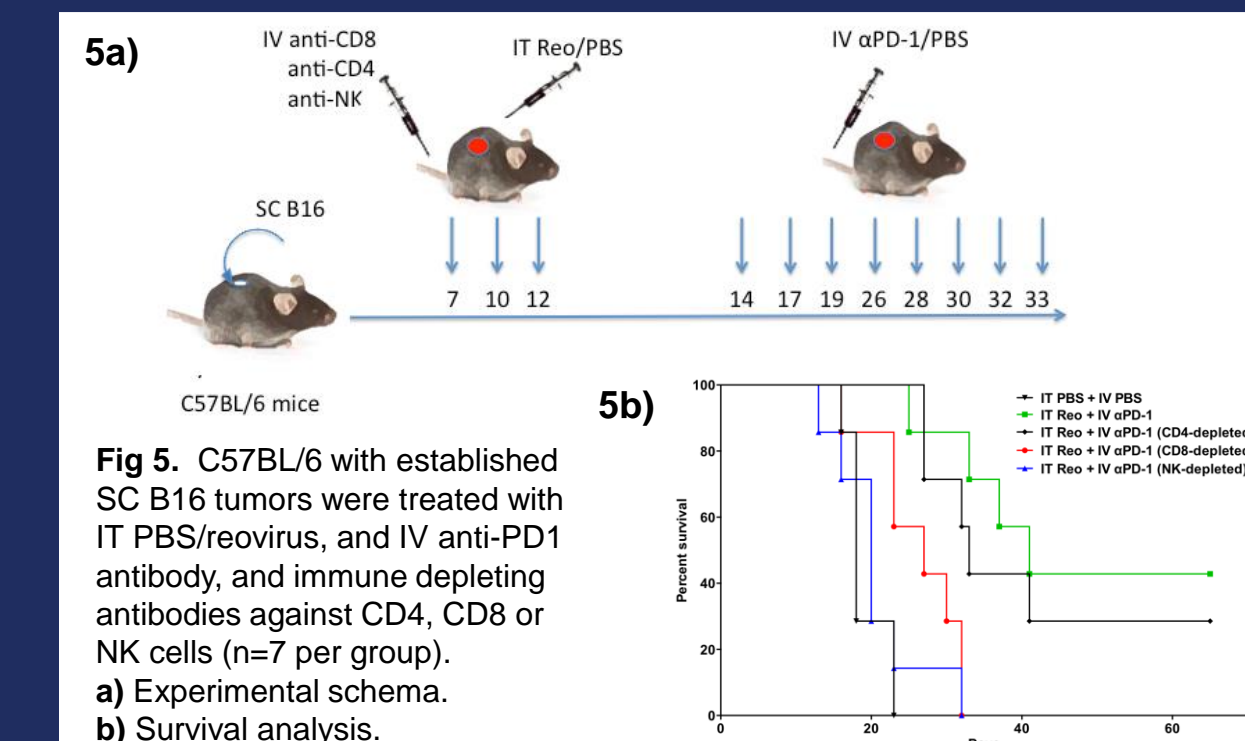 5a)
IV anti-CD8
anti-CD4
anti-NK
IT Reo/PBS
IV αPD-1/PBS
SC B16
7 10 12
14 17 19 26 28 30 32 33
C57BL/6 mice
Fig 5. C57BL/6 with established
SC B16 tumors were treated with
IT PBS/reovirus, and IV anti-PD1
antibody, and immune depleting
antibodies against CD4, CD8 or
NK cells (n=7 per group).
a) Experimental schema.
b) Survival analysis.
5b)
IT PBS + IV PBS
IT Reo + IV αPD-1
IT Reo + IV αPD-1 (CD4-depleted
IT Reo + IV αPD-1 (CD8-depleted
IT Reo + IV αPD-1 (NK-depleted)
Percent survival
100
80
60
40
20
0
0 20 40 60